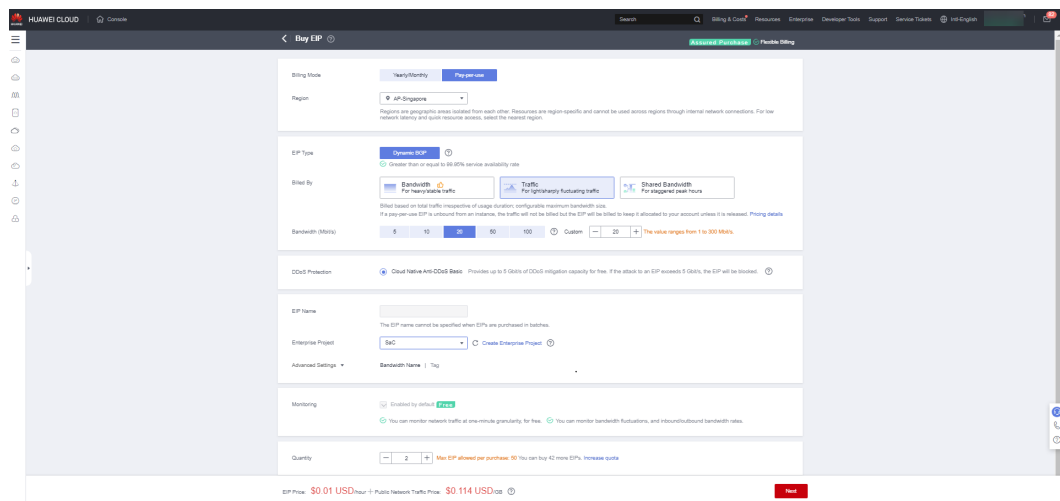 HUAWEI
HUAWEI CLOUD Console Search Billing & Costs Resources Enterprise Developer Tools Support Service Tickets Intl-English
Buy EIP Assured Purchase Flexible Billing
Billing Mode Yearly/Monthly Pay-per-use
Region AP-Singapore
Regions are geographic areas isolated from each other. Resources are region-specific and cannot be used across regions through internal network connections. For low
network latency and quick resource access, select the nearest region.
EIP Type Dynamic BGP
Greater than or equal to 99.95% service availability rate
Billed By Bandwidth Traffic Shared Bandwidth
For heavy/stable traffic For light/sharply fluctuating traffic For staggered peak hours
Billed based on total traffic irrespective of usage duration; configurable maximum bandwidth size.
If a pay-per-use EIP is unbound from an instance, the traffic will not be billed but the EIP will be billed to keep it allocated to your account unless it is released. Pricing details
Bandwidth (Mbit/s) 5 10 20 50 100 Custom 20 The value ranges from 1 to 300 Mbit/s.
DDoS Protection Cloud Native Anti-DDoS Basic Provides up to 5 Gbit/s of DDoS mitigation capacity for free. If the attack to an EIP exceeds 5 Gbit/s, the EIP will be blocked.
EIP Name
The EIP name cannot be specified when EIPs are purchased in batches.
Enterprise Project SaC Create Enterprise Project
Advanced Settings Bandwidth Name | Tag
Monitoring Enabled by default Free
You can monitor network traffic at one-minute granularity, for free. You can monitor bandwidth fluctuations, and inbound/outbound bandwidth rates.
Quantity 2 Max EIP allowed per purchase: 50 You can buy 42 more EIPs. Increase quota
EIP Price: $0.01 USD/hour + Public Network Traffic Price: $0.114 USD/GB Next